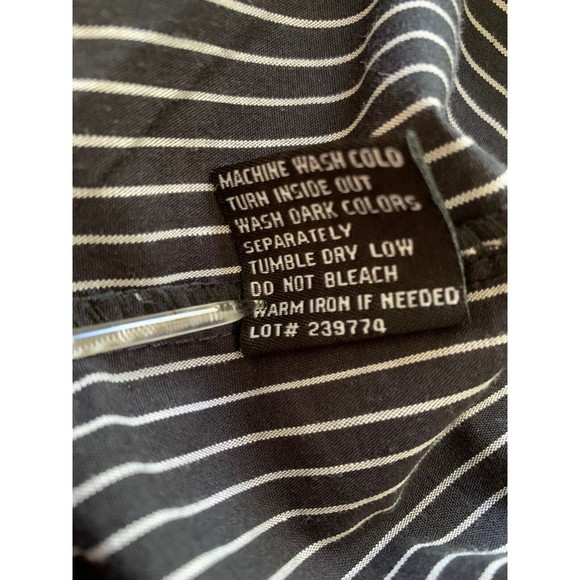 MACHINE WASH COLD
TURN INSIDE OUT
WASH DARK COLORS
SEPARATELY
TUMBLE DRY LOW
DO NOT BLEACH
WARM IRON IF NEEDED
LOT# 239774